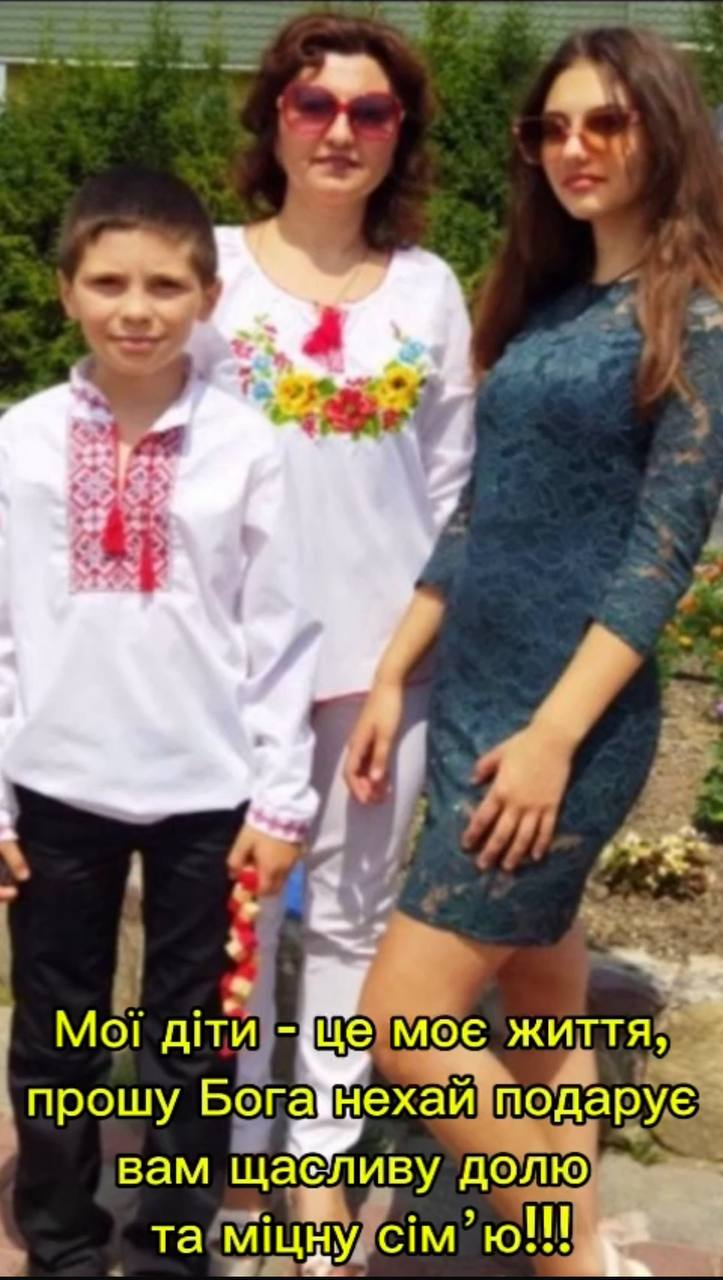 Мої діти - це моє життя,
прошу Бога нехай подарує
вам щасливу долю
та міцну сім’ю!!!